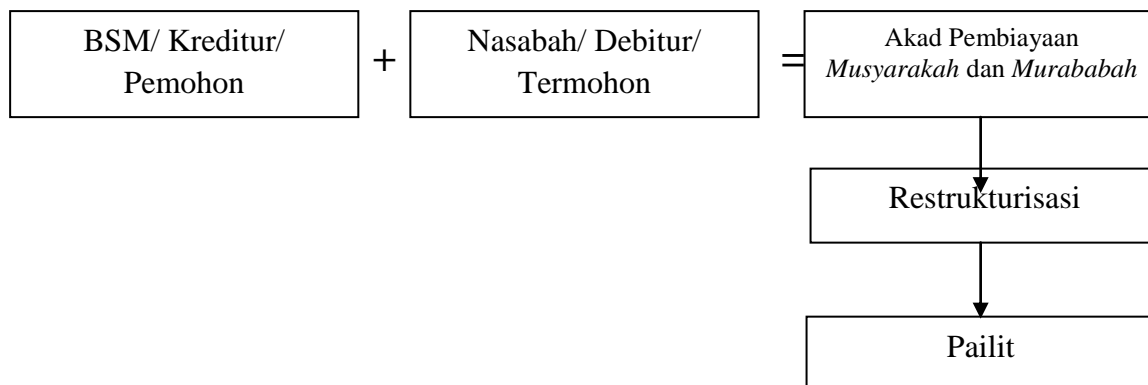 BSM/ Kreditur/
Pemohon
+
Nasabah/ Debitur/
Termohon
=
Akad Pembiayaan
Musyarakah dan Murababah
Restrukturisasi
Pailit